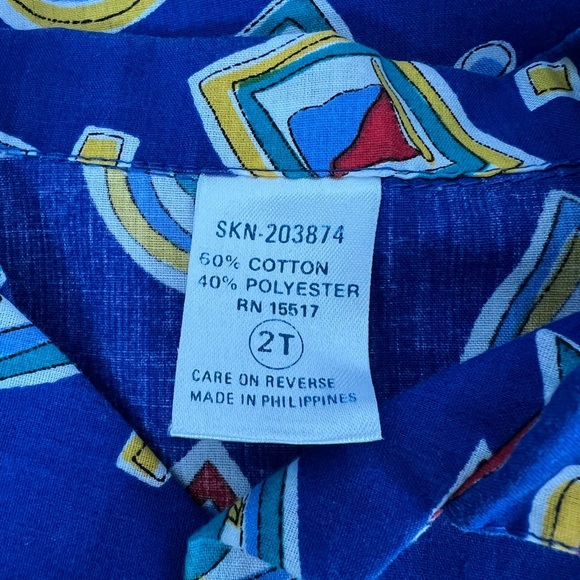 SKN-203874
60% COTTON
40% POLYESTER
RN 15517
2T
CARE ON REVERSE
MADE IN PHILIPPINES